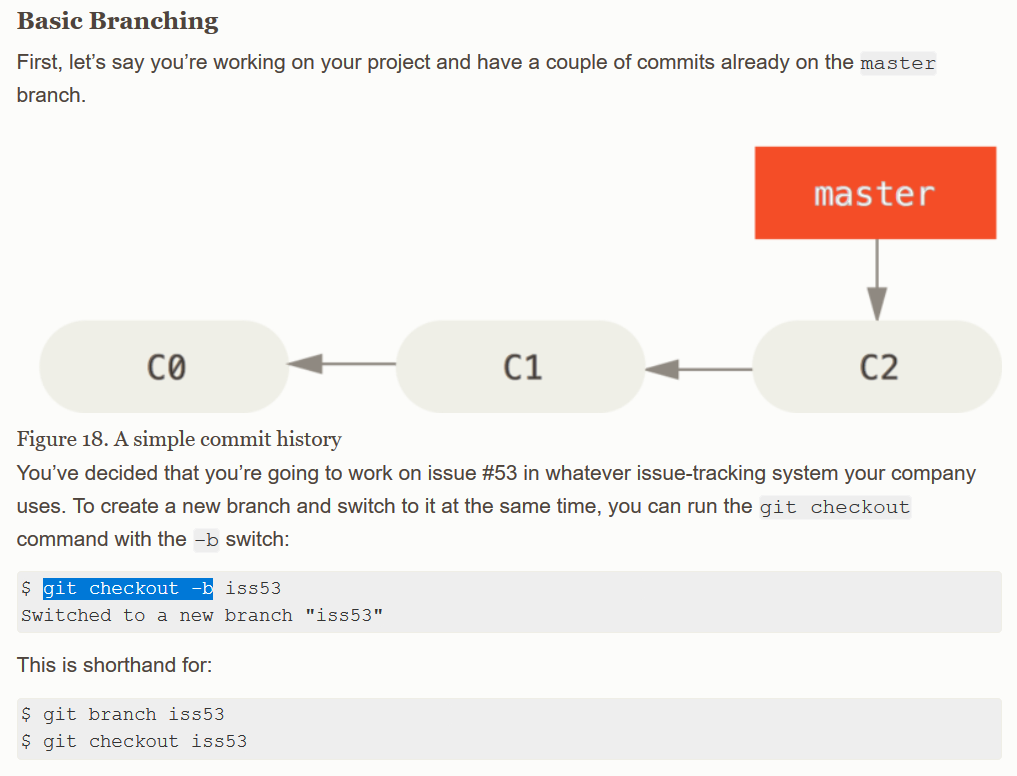 Basic Branching
First, let’s say you’re working on your project and have a couple of commits already on the master
branch.
master
C0
C1
C2
Figure 18. A simple commit history
You’ve decided that you’re going to work on issue #53 in whatever issue-tracking system your company
uses. To create a new branch and switch to it at the same time, you can run the git checkout
command with the -b switch:
$ git checkout -b iss53
Switched to a new branch "iss53"
This is shorthand for:
$ git branch iss53
$ git checkout iss53